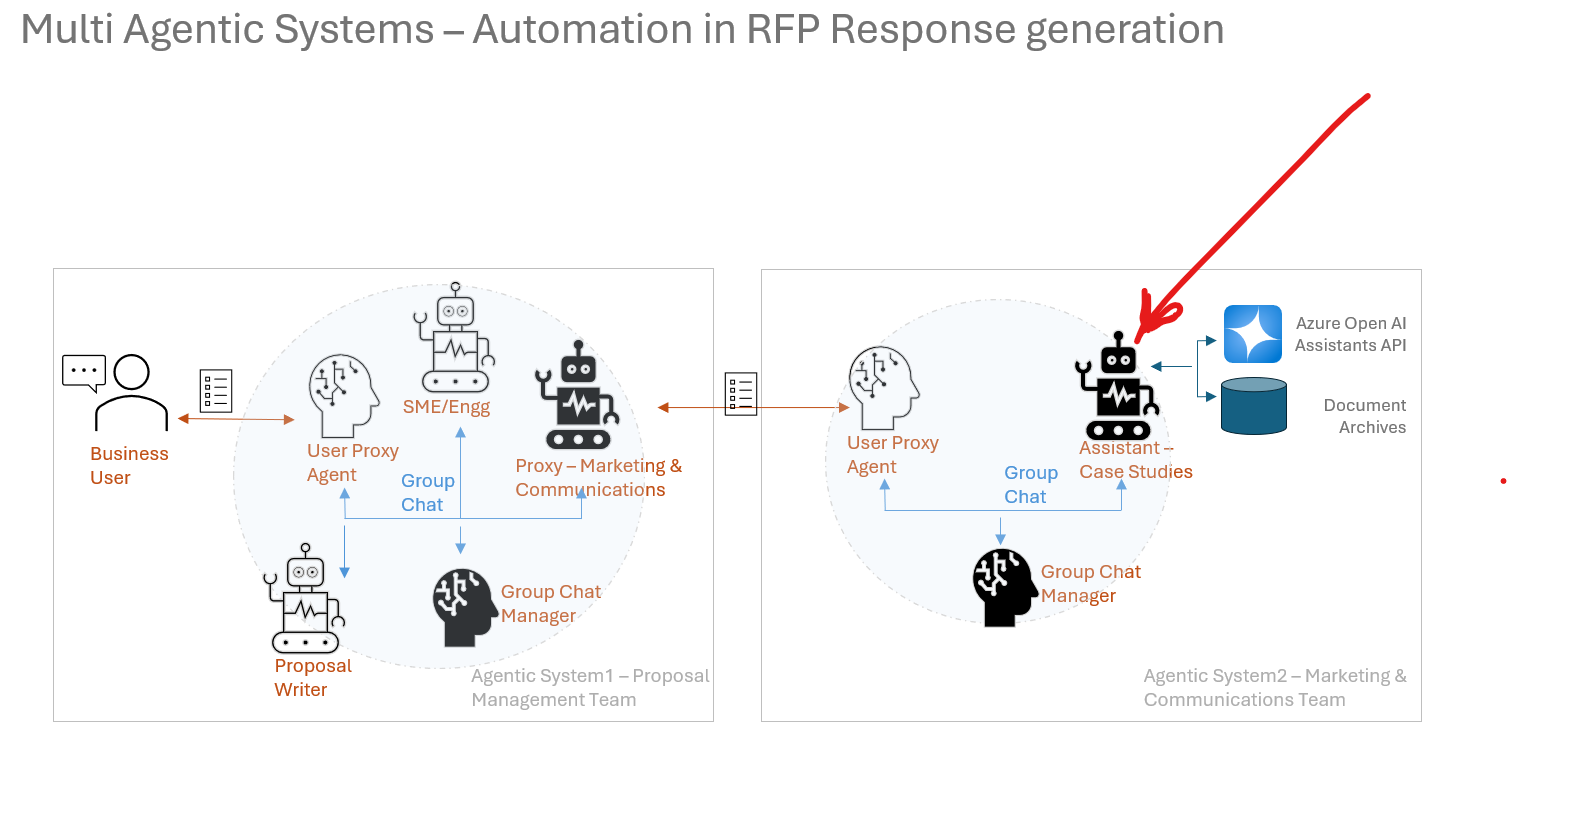 Multi Agentic Systems – Automation in RFP Response generation
Business
User
User Proxy
Agent
SME/Engg
Proxy – Marketing &
Communications
Group
Chat
Proposal
Writer
Group Chat
Manager
Agentic System1 – Proposal
Management Team
User Proxy
Agent
Group
Chat
Assistant –
Case Studies
Group Chat
Manager
Azure Open AI
Assistants API
Document
Archives
Agentic System2 – Marketing &
Communications Team